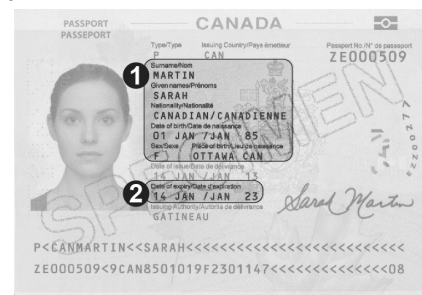 PASSPORT
PASSEPORT
CANADA
Type/Type Issuing Country/Pays émetteur Passport No./N° de passeport
P CAN ZE000509
1 Surname/Nom
MARTIN
Given names/Prénoms
SARAH
Nationality/Nationalité
CANADIAN/CANADIENNE
Date of birth/Date de naissance
01 JAN /JAN 85
Sex/Sexe Place of birth/Lieu de naissance
F OTTAWA CAN
Date of issue/Date de délivrance
14 JAN /JAN 13
2 Date of expiry/Date d'expiration
14 JAN /JAN 23
Issuing Authority/Autorité de délivrance
GATINEAU
Sarah Martin
SPECIMEN
P<CANMARTIN<<SARAH<<<<<<<<<<<<<<<<<<<<<<<<<<
ZE000509<9CAN8501019F2301147<<<<<<<<<<<<<<08